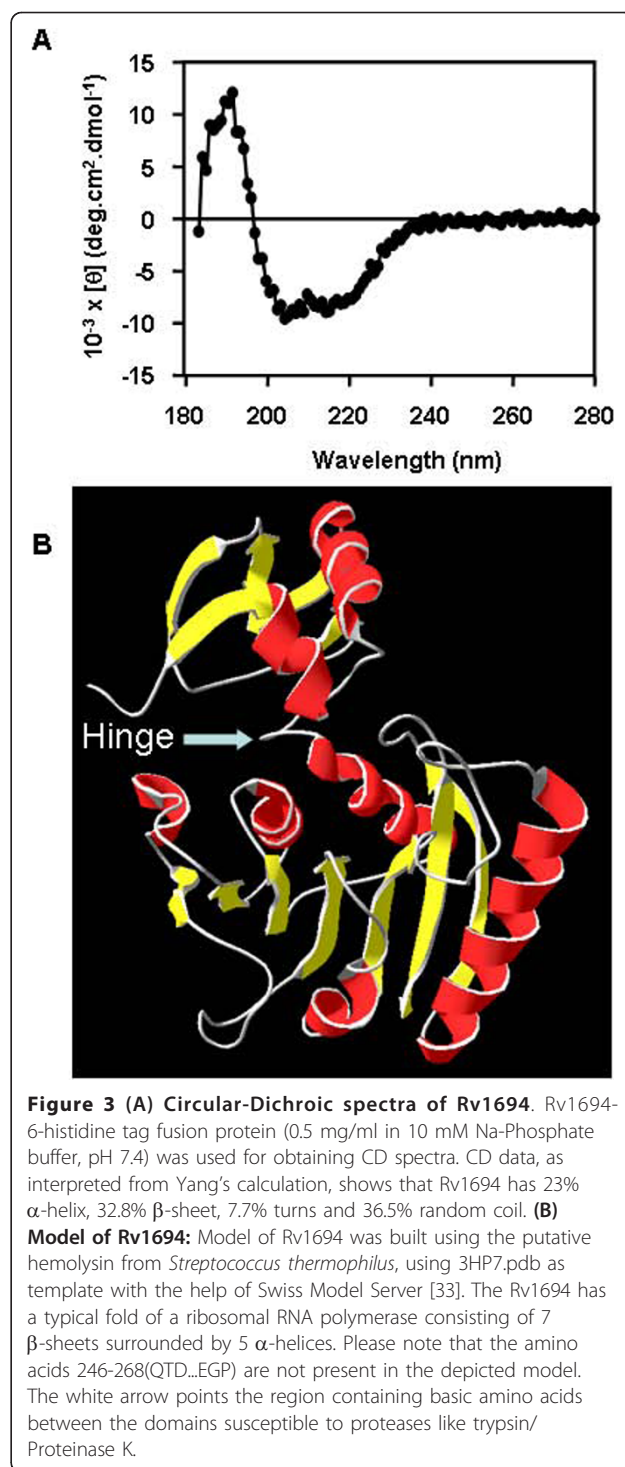 A
15
10
5
0
-5
-10
-15
10⁻³ x [θ] (deg.cm².dmol⁻¹)
180 200 220 240 260 280
Wavelength (nm)
B
Hinge
Figure 3 (A) Circular-Dichroic spectra of Rv1694. Rv1694-
6-histidine tag fusion protein (0.5 mg/ml in 10 mM Na-Phosphate
buffer, pH 7.4) was used for obtaining CD spectra. CD data, as
interpreted from Yang's calculation, shows that Rv1694 has 23%
α-helix, 32.8% β-sheet, 7.7% turns and 36.5% random coil. (B)
Model of Rv1694: Model of Rv1694 was built using the putative
hemolysin from Streptococcus thermophilus, using 3HP7.pdb as
template with the help of Swiss Model Server [33]. The Rv1694 has
a typical fold of a ribosomal RNA polymerase consisting of 7
β-sheets surrounded by 5 α-helices. Please note that the amino
acids 246-268(QTD...EGP) are not present in the depicted model.
The white arrow points the region containing basic amino acids
between the domains susceptible to proteases like trypsin/
Proteinase K.